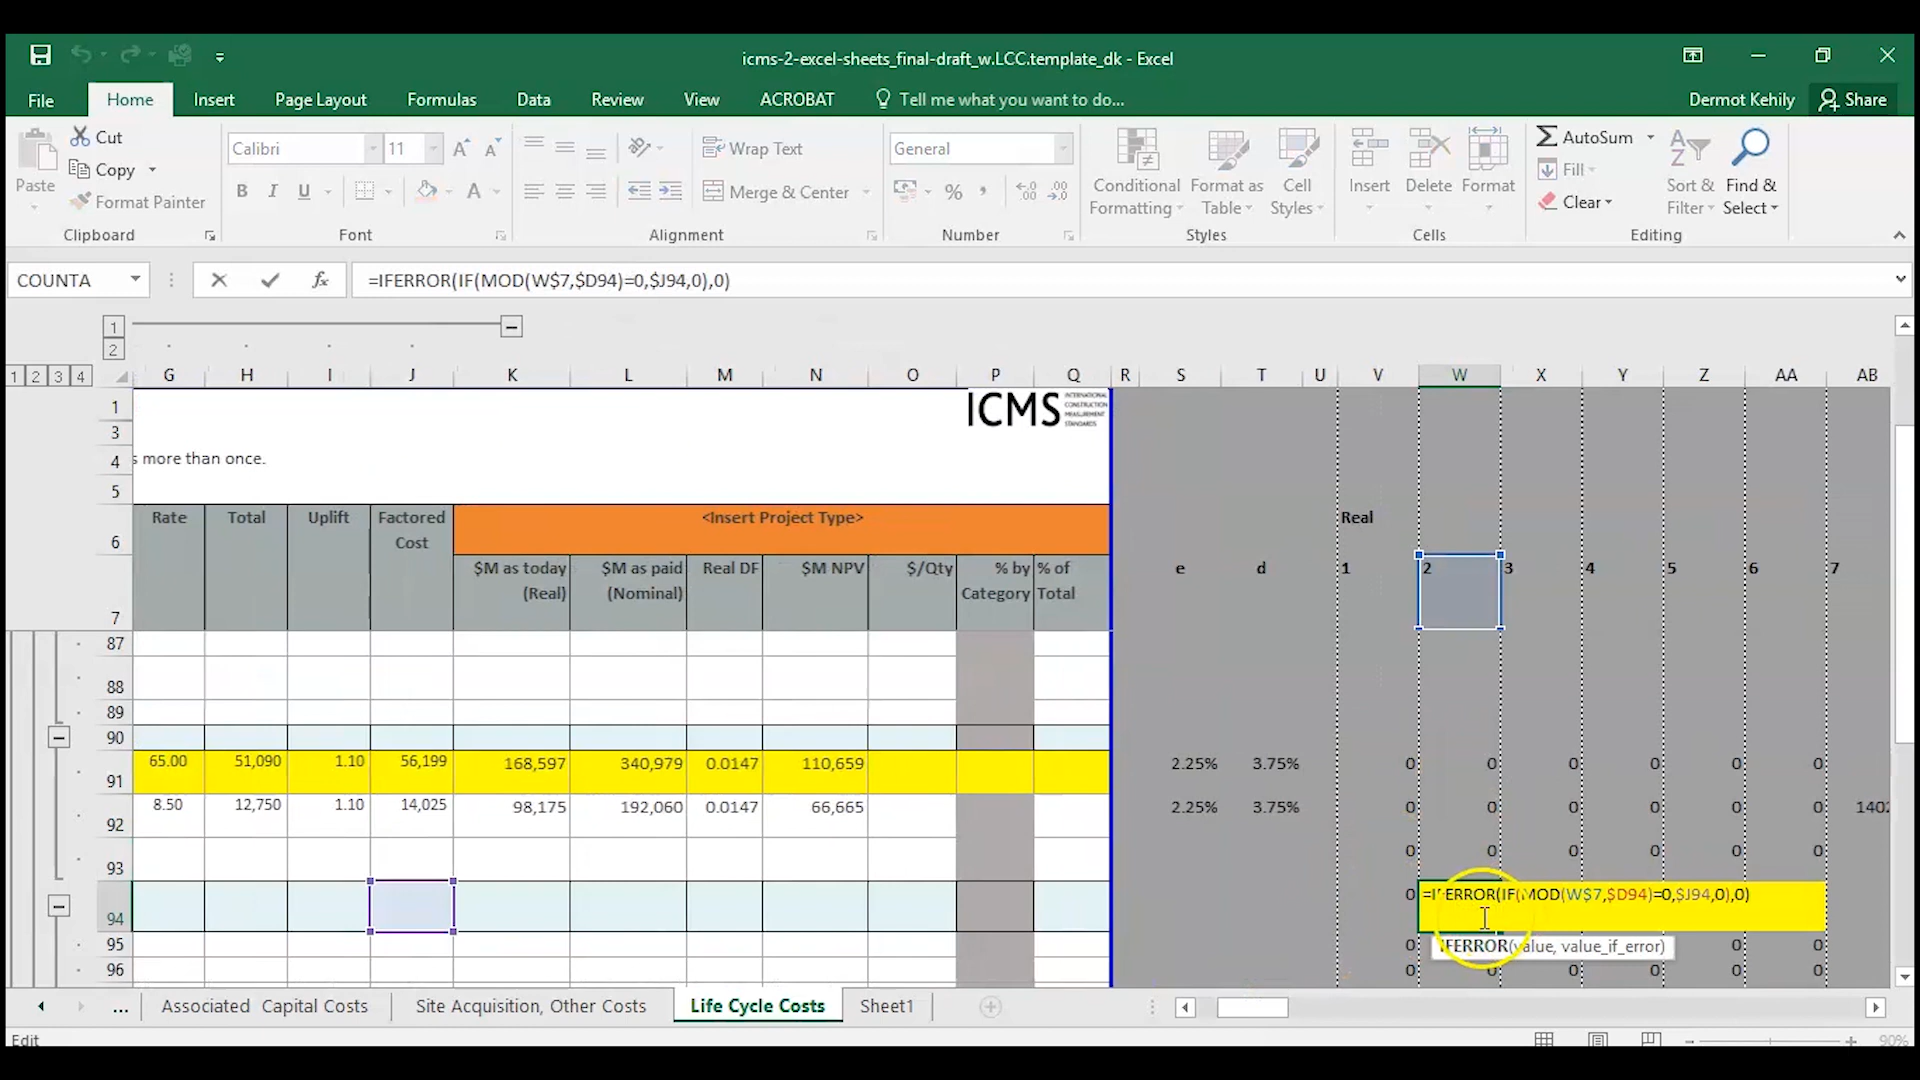 icms-2-excel-sheets_final-draft_w.LCC.template_dk - Excel
File Home Insert Page Layout Formulas Data Review View ACROBAT Tell me what you want to do... Dermot Kehily Share
Cut
Copy
Paste
Format Painter
Calibri 11
B I U
Wrap Text
Merge & Center
General
% ,
Conditional Formatting
Format as Table
Cell Styles
Insert Delete Format
AutoSum
Fill
Clear
Sort & Filter
Find & Select
Clipboard Font Alignment Number Styles Cells Editing
COUNTA fx =IFERROR(IF(MOD(W$7,$D94)=0,$J94,0),0)
1
2
1 2 3 4 G H I J K L M N O P Q R S T U V W X Y Z AA AB
1 ICMS INTERNATIONAL CONSTRUCTION MEASUREMENT STANDARDS
3
4 s more than once.
5
6 Rate Total Uplift Factored Cost <Insert Project Type> Real
7 $M as today (Real) $M as paid (Nominal) Real DF $M NPV $/Qty % by Category % of Total e d 1 2 3 4 5 6 7
87
88
89
90
91 65.00 51,090 1.10 56,199 168,597 340,979 0.0147 110,659 2.25% 3.75% 0 0 0 0 0 0
92 8.50 12,750 1.10 14,025 98,175 192,060 0.0147 66,665 2.25% 3.75% 0 0 0 0 0 0 1402
93 0 0 0 0 0 0
94 0 =IFERROR(IF(MOD(W$7,$D94)=0,$J94,0),0)
95 0 IFERROR(value, value_if_error) 0 0
96 0 0 0 0 0 0
... Associated Capital Costs Site Acquisition, Other Costs Life Cycle Costs Sheet1
Edit 90%